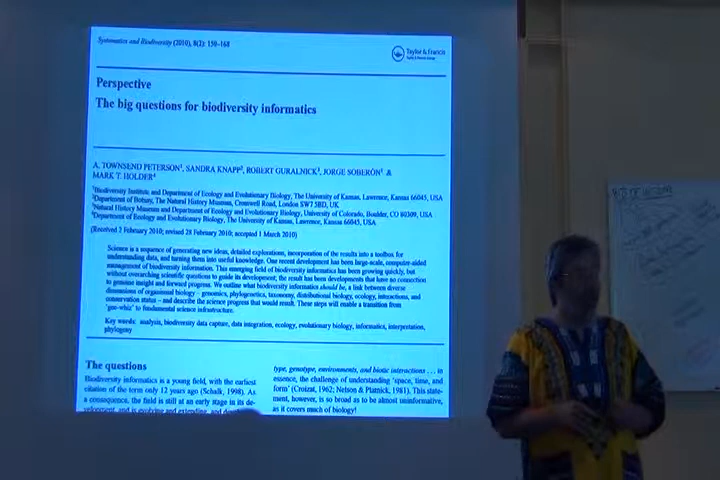 Systematics and Biodiversity (2010), 8(2): 159–168
Taylor & Francis
Taylor & Francis Group
Perspective
The big questions for biodiversity informatics
A. TOWNSEND PETERSON¹, SANDRA KNAPP², ROBERT GURALNICK³, JORGE SOBERÓN¹ &
MARK T. HOLDER⁴
¹Biodiversity Institute and Department of Ecology and Evolutionary Biology, The University of Kansas, Lawrence, Kansas 66045, USA
²Department of Botany, The Natural History Museum, Cromwell Road, London SW7 5BD, UK
³Natural History Museum and Department of Ecology and Evolutionary Biology, University of Colorado, Boulder, CO 80309, USA
⁴Department of Ecology and Evolutionary Biology, The University of Kansas, Lawrence, Kansas 66045, USA
(Received 2 February 2010; revised 28 February 2010; accepted 1 March 2010)
Science is a sequence of generating new ideas, detailed explorations, incorporation of the results into a toolbox for
understanding data, and turning them into useful knowledge. One recent development has been large-scale, computer-aided
management of biodiversity information. This emerging field of biodiversity informatics has been growing quickly, but
without overarching scientific questions to guide its development; the result has been developments that have no connection
to genuine insight and forward progress. We outline what biodiversity informatics should be, a link between diverse
dimensions of organismal biology – genomics, phylogenetics, taxonomy, distributional biology, ecology, interactions, and
conservation status – and describe the science progress that would result. These steps will enable a transition from
'gee-whiz' to fundamental science infrastructure.
Key words: analysis, biodiversity data capture, data integration, ecology, evolutionary biology, informatics, interpretation,
phylogeny
The questions
Biodiversity informatics is a young field, with the earliest
citation of the term only 12 years ago (Schalk, 1998). As
a consequence, the field is still at an early stage in its de-
velopment, and is evolving and extending, and
type, genotype, environments, and biotic interactions . . . in
essence, the challenge of understanding 'space, time, and
form' (Croizat, 1962; Nelson & Platnick, 1981). This state-
ment, however, is so broad as to be almost uninformative,
as it covers much of biology!